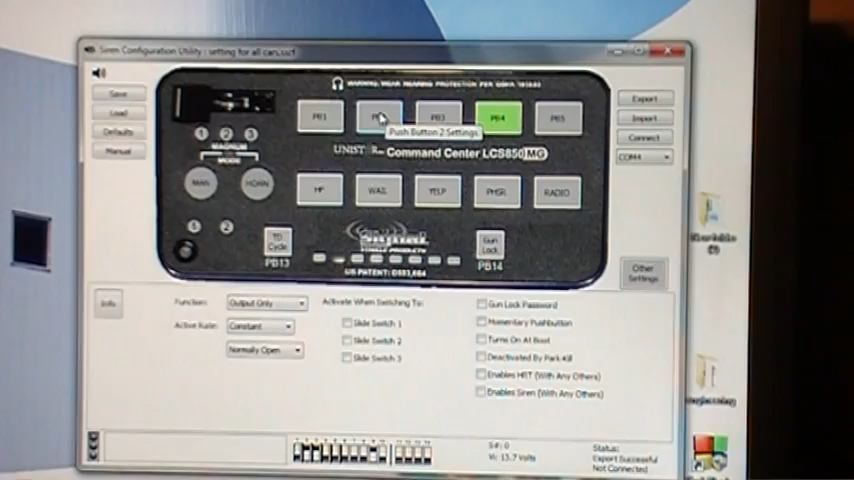 Siren Configuration Utility : setting for all cars.sscf
Save
Load
Defaults
Manual
WARNING: WEAR HEARING PROTECTION PER OSHA
PB1
PB3
PB4
PB5
Push Button 2 Settings
Export
Import
Connect
COM4
1 2 3
MAGNUM
MODE
Command Center LCS850 MG
MAN
HORN
HF
WAIL
YELP
PHSR
RADIO
1 2
TD Cycle
PB13
Gun Lock
PB14
US PATENT:
Other Settings
Info
Function:
Output Only
Active Rate:
Constant
Normally Open
Activate When Switching To:
Slide Switch 1
Slide Switch 2
Slide Switch 3
Gun Lock Password
Momentary Pushbutton
Turns On At Boot
Deactivated By Park Kill
Enables HRT (With Any Others)
Enables Siren (With Any Others)
S#: 0
Vi: 13.7 Volts
Status:
Export Successful
Not Connected